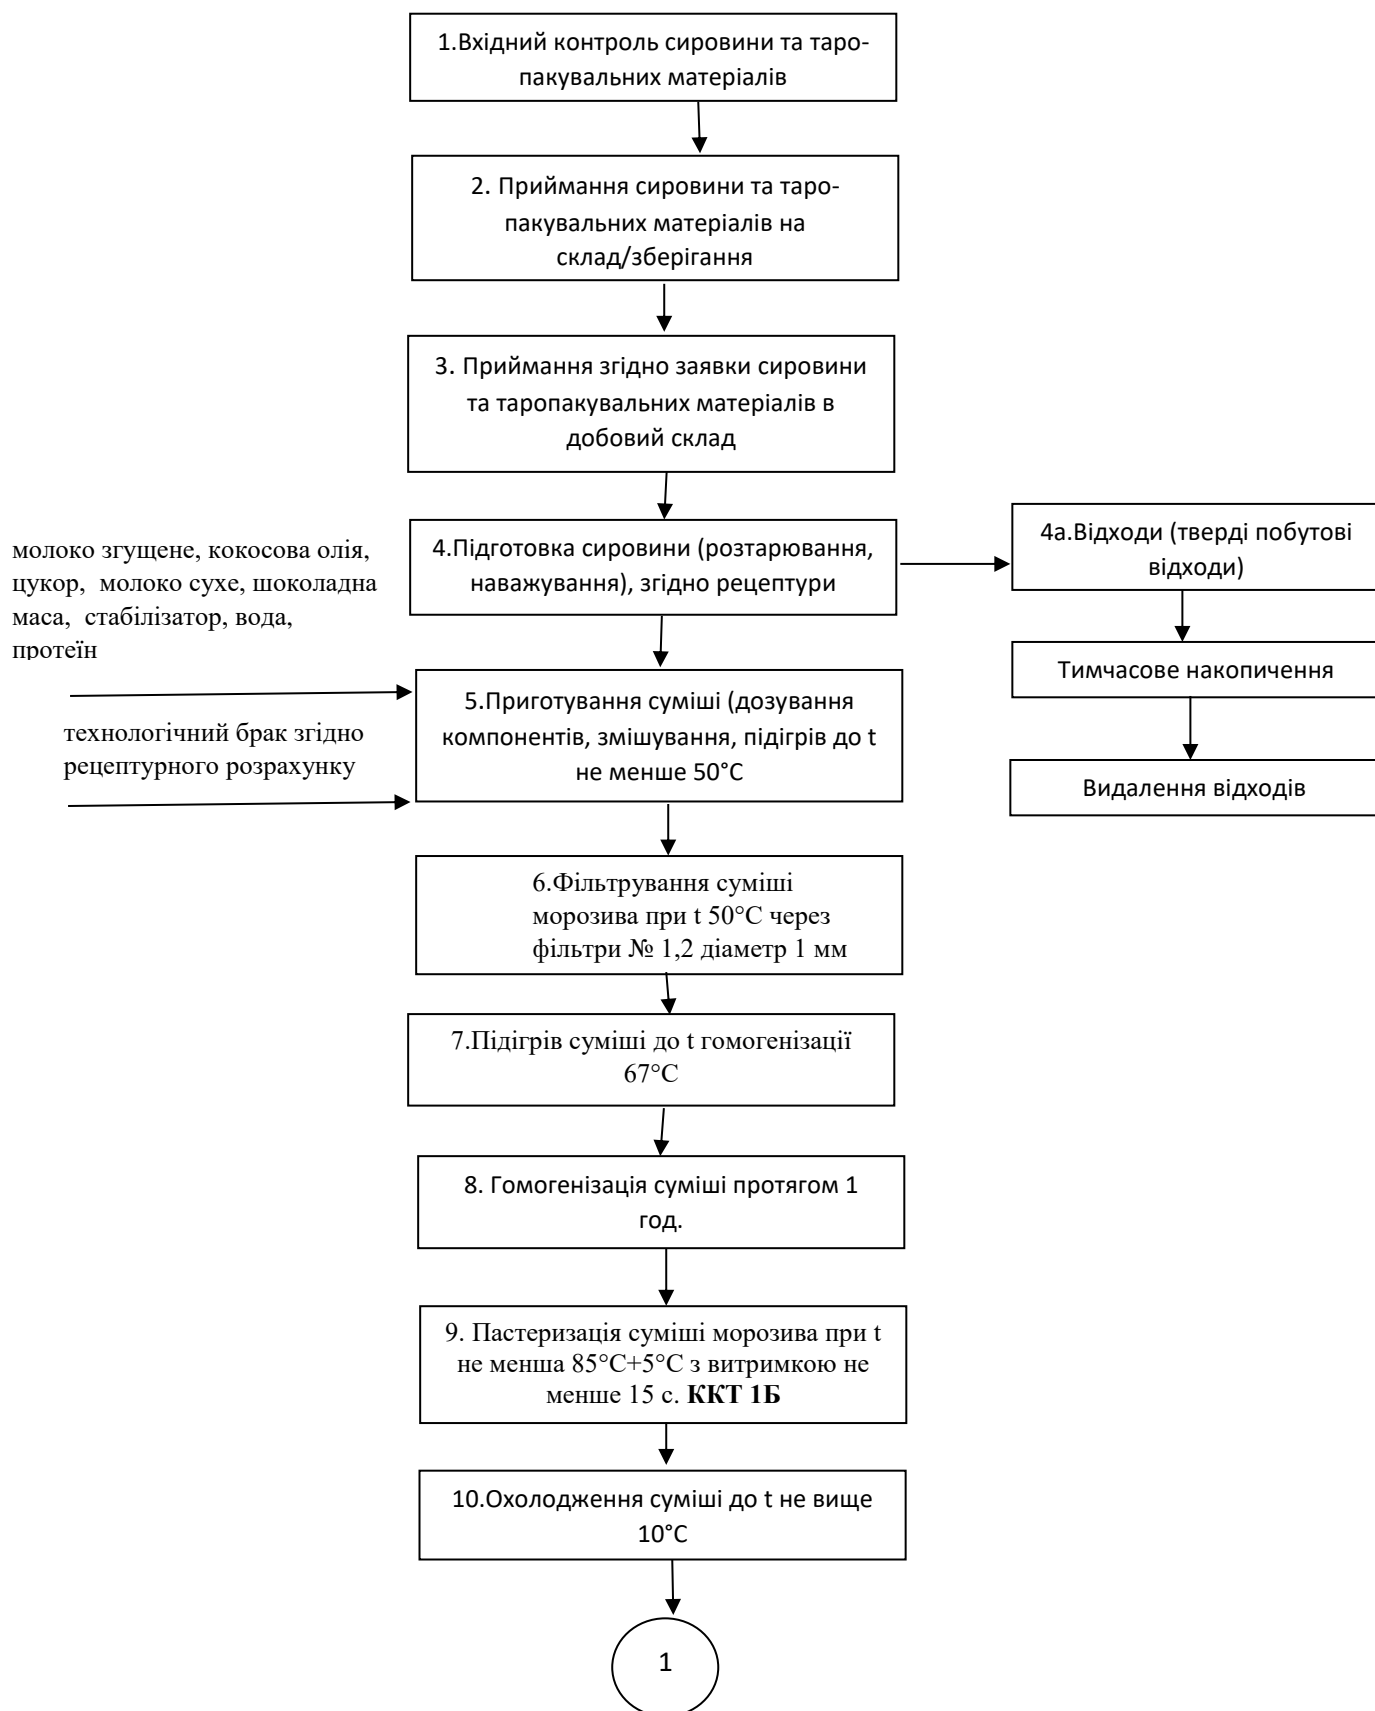 1.Вхідний контроль сировини та таро-
пакувальних матеріалів
2. Приймання сировини та таро-
пакувальних матеріалів на
склад/зберігання
3. Приймання згідно заявки сировини
та таропакувальних матеріалів в
добовий склад
4.Підготовка сировини (розтарювання,
наважування), згідно рецептури
4а.Відходи (тверді побутові
відходи)
Тимчасове накопичення
Видалення відходів
молоко згущене, кокосова олія,
цукор, молоко сухе, шоколадна
маса, стабілізатор, вода,
протеїн
технологічний брак згідно
рецептурного розрахунку
5.Приготування суміші (дозування
компонентів, змішування, підігрів до t
не менше 50°С
6.Фільтрування суміші
морозива при t 50°С через
фільтри № 1,2 діаметр 1 мм
7.Підігрів суміші до t гомогенізації
67°С
8. Гомогенізація суміші протягом 1
год.
9. Пастеризація суміші морозива при t
не менша 85°С+5°С з витримкою не
менше 15 с. ККТ 1Б
10.Охолодження суміші до t не вище
10°С
1